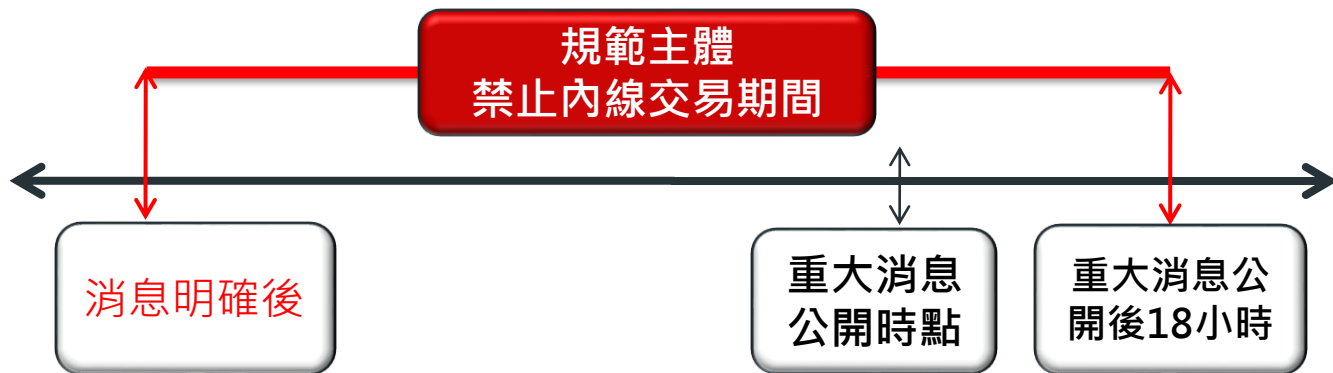 規範主體
禁止內線交易期間
消息明確後
重大消息
公開時點
重大消息公
開後18小時